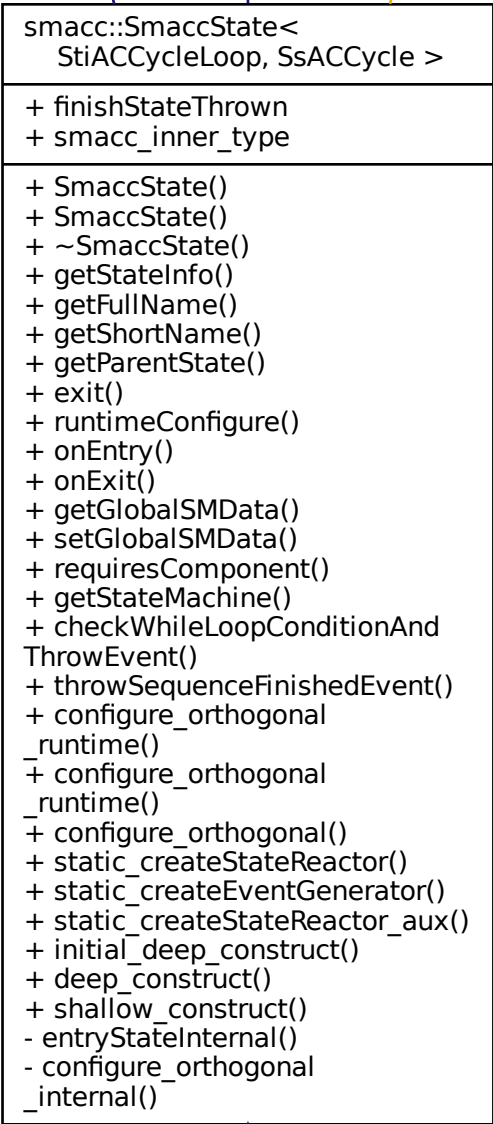 smacc::SmaccState<
StiACCycleLoop, SsACCycle >
+ finishStateThrown
+ smacc_inner_type
+ SmaccState()
+ SmaccState()
+ ~SmaccState()
+ getStateInfo()
+ getFullName()
+ getShortName()
+ getParentState()
+ exit()
+ runtimeConfigure()
+ onEntry()
+ onExit()
+ getGlobalSMData()
+ setGlobalSMData()
+ requiresComponent()
+ getStateMachine()
+ checkWhileLoopConditionAnd
ThrowEvent()
+ throwSequenceFinishedEvent()
+ configure_orthogonal
_runtime()
+ configure_orthogonal
_runtime()
+ configure_orthogonal()
+ static_createStateReactor()
+ static_createEventGenerator()
+ static_createStateReactor_aux()
+ initial_deep_construct()
+ deep_construct()
+ shallow_construct()
- entryStateInternal()
- configure_orthogonal
_internal()